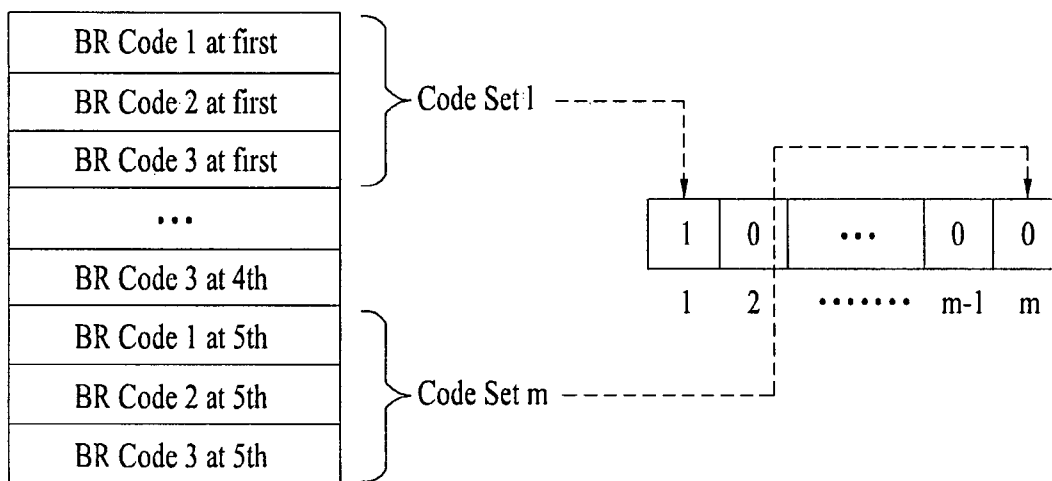 BR Code 1 at first
BR Code 2 at first
BR Code 3 at first
•••
BR Code 3 at 4th
BR Code 1 at 5th
BR Code 2 at 5th
BR Code 3 at 5th
Code Set 1
Code Set m
1 0 ••• 0 0
1 2 ••••••• m-1 m